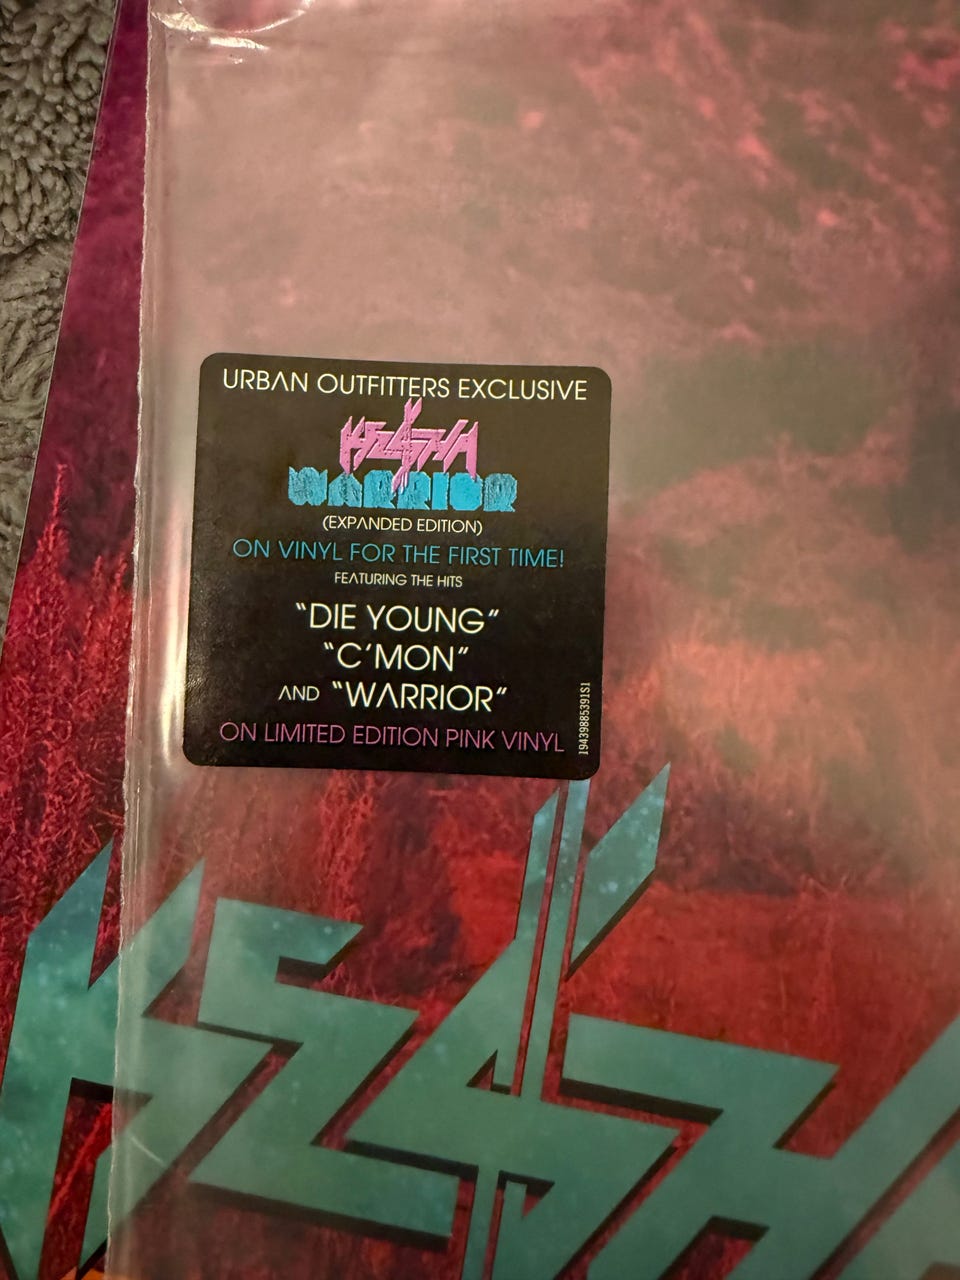 URBAN OUTFITTERS EXCLUSIVE
KE$HA
WARRIOR
(EXPANDED EDITION)
ON VINYL FOR THE FIRST TIME!
FEATURING THE HITS
"DIE YOUNG"
"C'MON"
AND "WARRIOR"
ON LIMITED EDITION PINK VINYL
19439885391S1
KE$HA